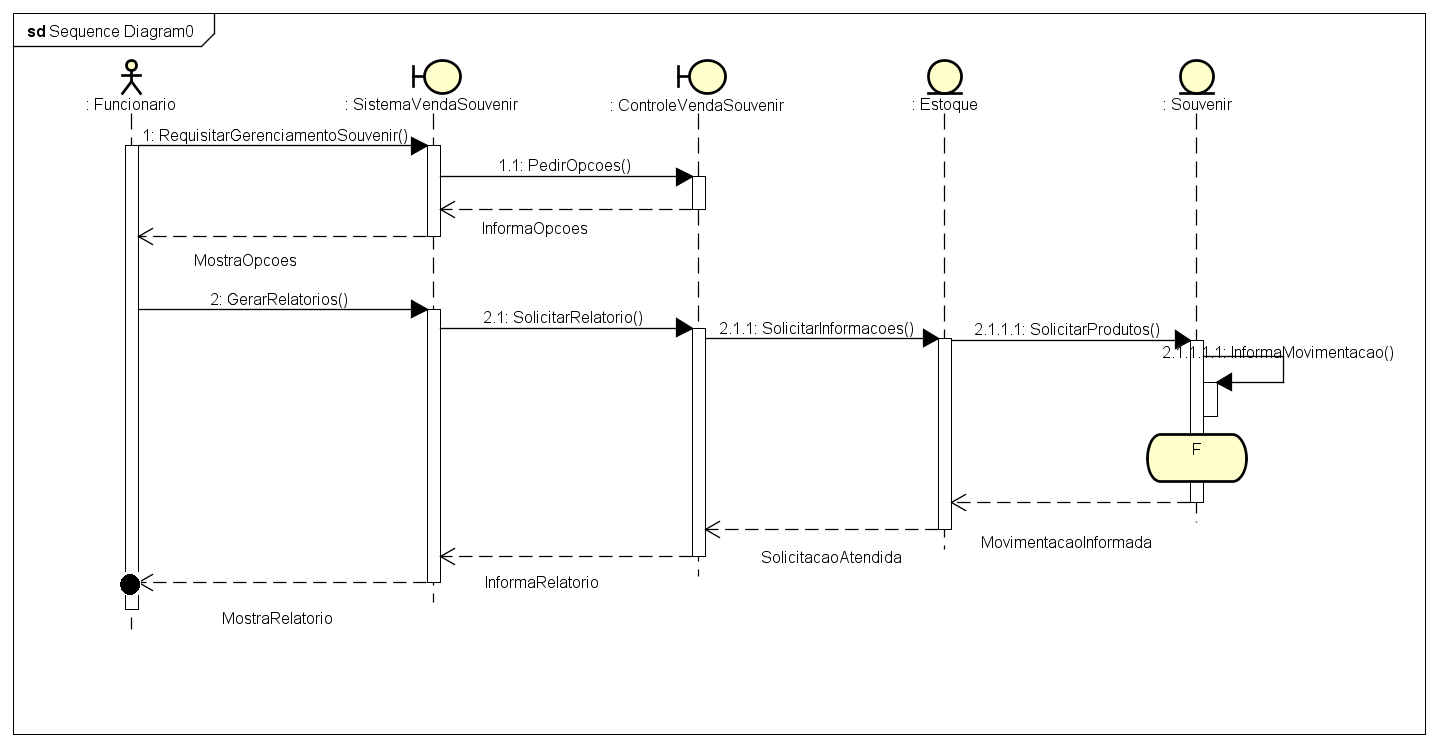 sd Sequence Diagram0
: Funcionario
: SistemaVendaSouvenir
: ControleVendaSouvenir
: Estoque
: Souvenir
1: RequisitarGerenciamentoSouvenir()
1.1: PedirOpcoes()
InformaOpcoes
MostraOpcoes
2: GerarRelatorios()
2.1: SolicitarRelatorio()
2.1.1: SolicitarInformacoes()
2.1.1.1: SolicitarProdutos()
2.1.1.1.1: InformaMovimentacao()
F
MovimentacaoInformada
SolicitacaoAtendida
InformaRelatorio
MostraRelatorio